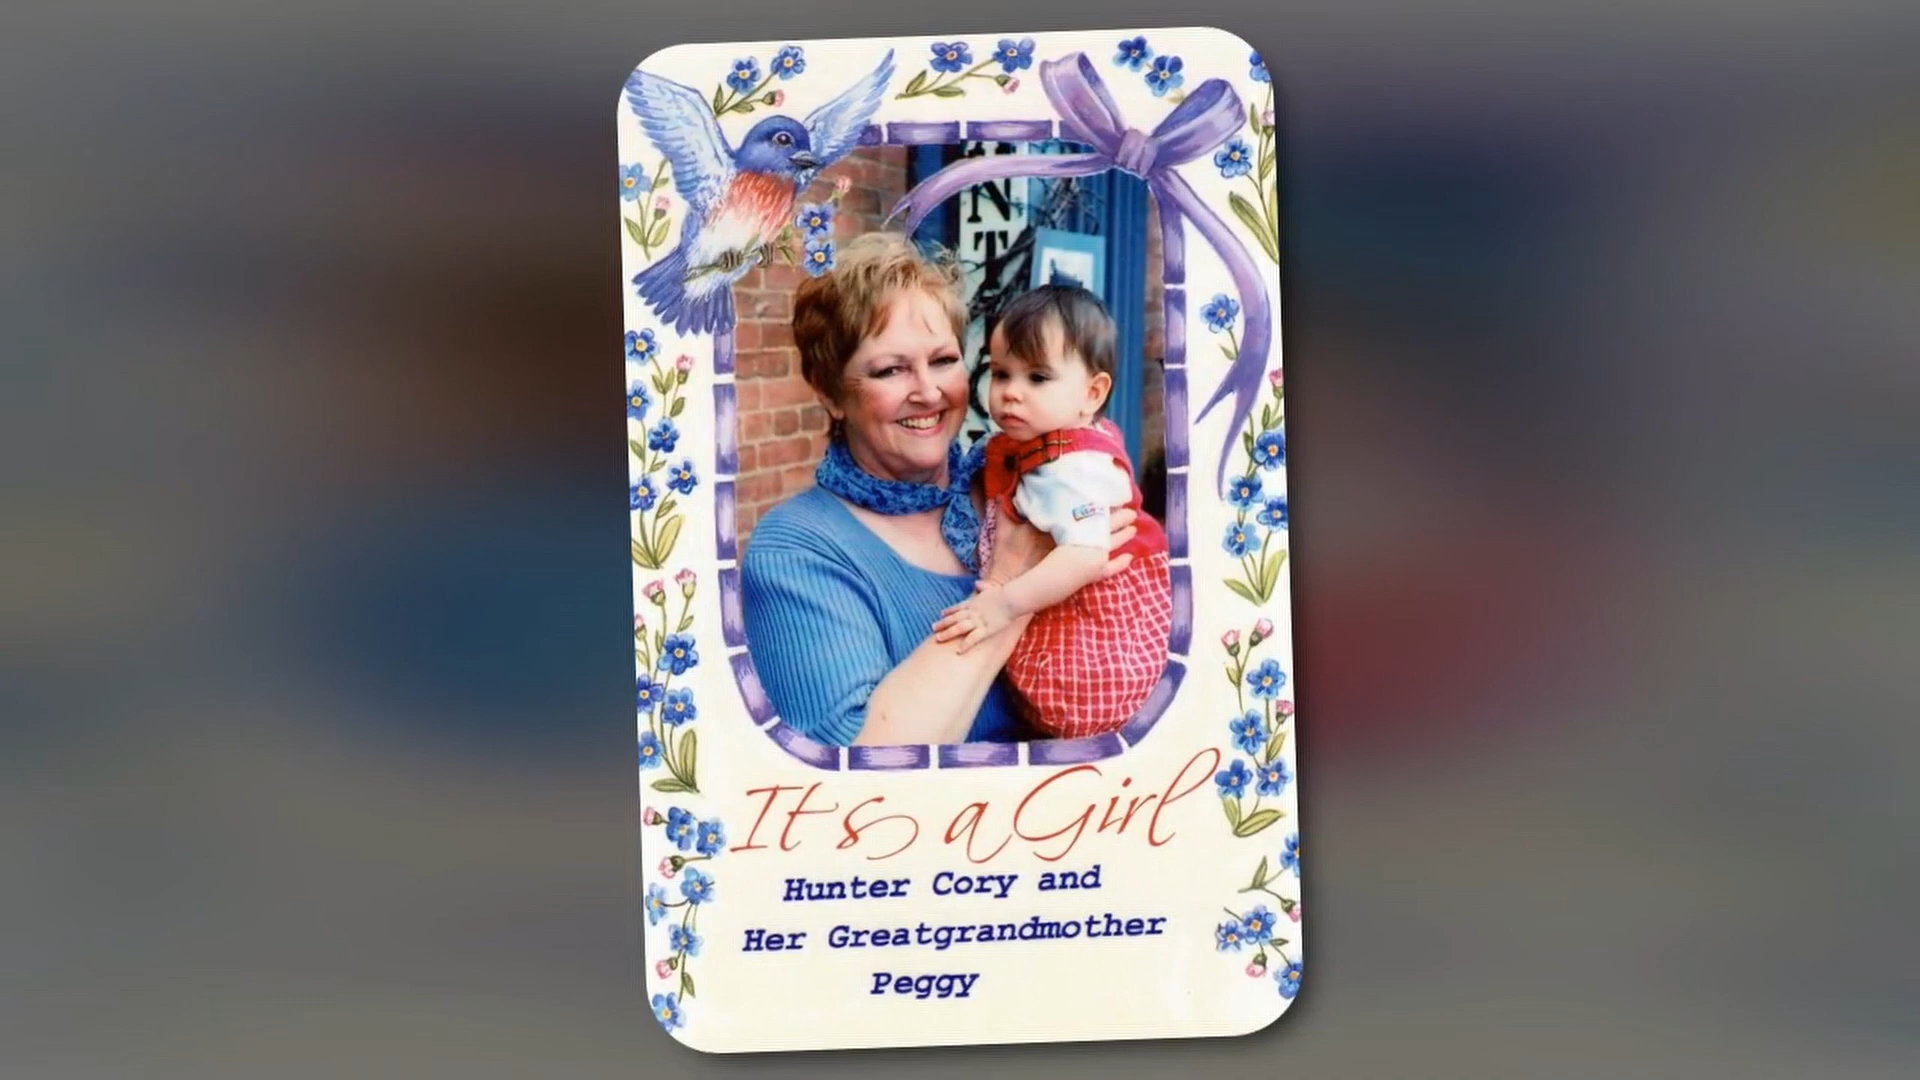 It's a Girl
Hunter Cory and
Her Greatgrandmother
Peggy